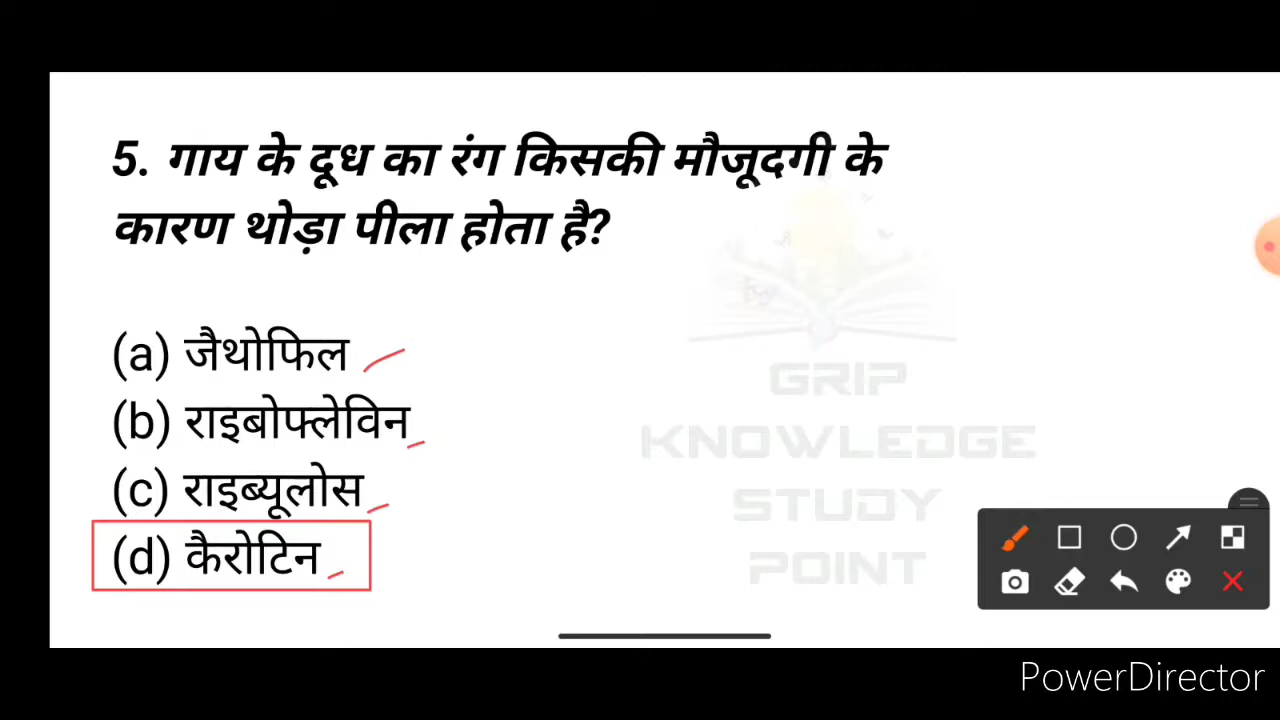 5. गाय के दूध का रंग किसकी मौजूदगी के
कारण थोड़ा पीला होता है?
(a) जैथोफिल
(b) राइबोफ्लेविन
(c) राइब्यूलोस
(d) कैरोटिन
GRIP
KNOWLEDGE
STUDY
POINT
PowerDirector